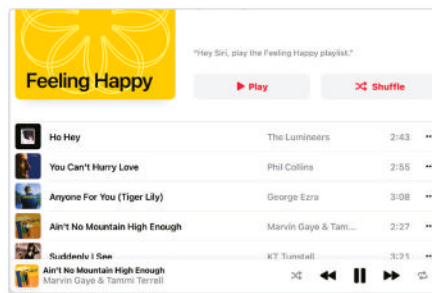 "Hey Siri, play the Feeling Happy playlist."
Feeling Happy
Play
Shuffle
Ho Hey The Lumineers 2:43
You Can't Hurry Love Phil Collins 2:55
Anyone For You (Tiger Lily) George Ezra 3:08
Ain't No Mountain High Enough Marvin Gaye & Tam... 2:27
Suddenly I See KT Tunstall 3:21
Ain't No Mountain High Enough
Marvin Gaye & Tammi Terrell